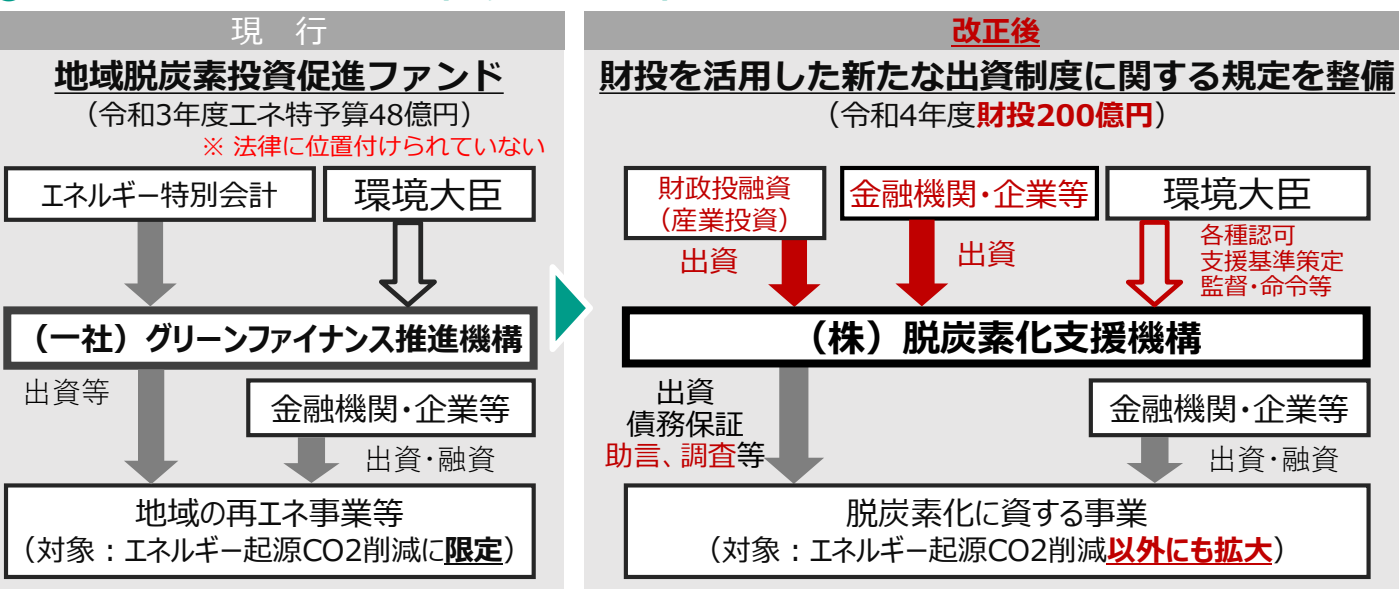 現　行
地域脱炭素投資促進ファンド
（令和3年度エネ特予算48億円）
※ 法律に位置付けられていない
エネルギー特別会計
環境大臣
（一社）グリーンファイナンス推進機構
出資等
金融機関・企業等
出資・融資
地域の再エネ事業等
（対象：エネルギー起源CO2削減に限定）
改正後
財投を活用した新たな出資制度に関する規定を整備
（令和4年度財投200億円）
財政投融資
（産業投資）
金融機関・企業等
環境大臣
出資
出資
各種認可
支援基準策定
監督・命令等
（株）脱炭素化支援機構
出資
債務保証
助言、調査等
金融機関・企業等
出資・融資
脱炭素化に資する事業
（対象：エネルギー起源CO2削減以外にも拡大）